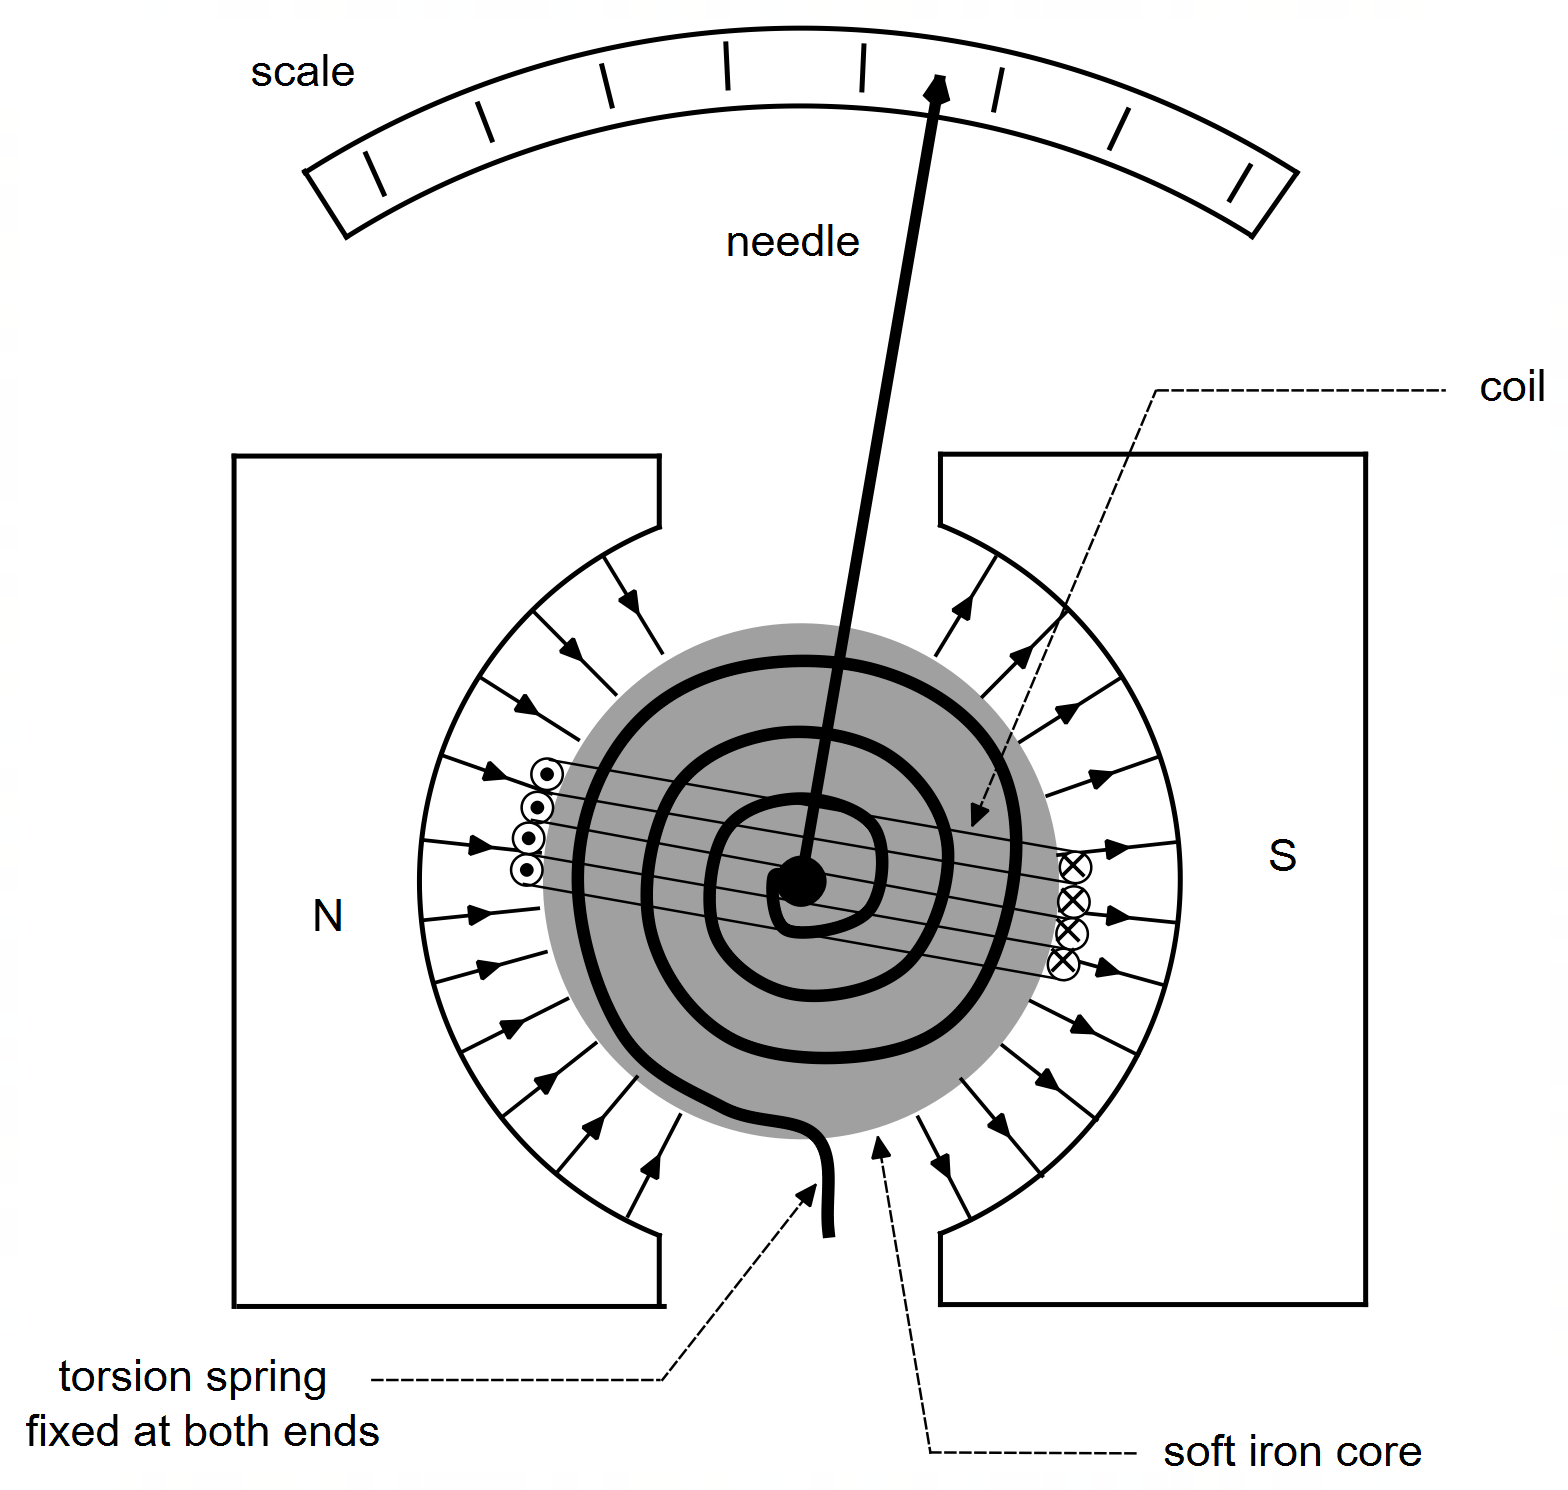 scale
needle
coil
S
N
torsion spring
fixed at both ends
soft iron core